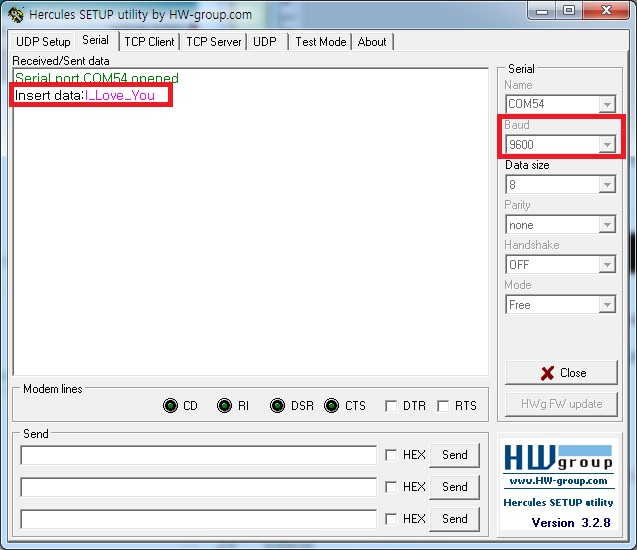 Hercules SETUP utility by HW-group.com
UDP Setup Serial TCP Client TCP Server UDP Test Mode About
Received/Sent data
Serial port COM54 opened
Insert data:I_Love_You
Serial
Name
COM54
Baud
9600
Data size
8
Parity
none
Handshake
OFF
Mode
Free
Close
HWg FW update
Modem lines
CD RI DSR CTS DTR RTS
Send
HEX Send
HEX Send
HEX Send
HW group
www.HW-group.com
Hercules SETUP utility
Version 3.2.8